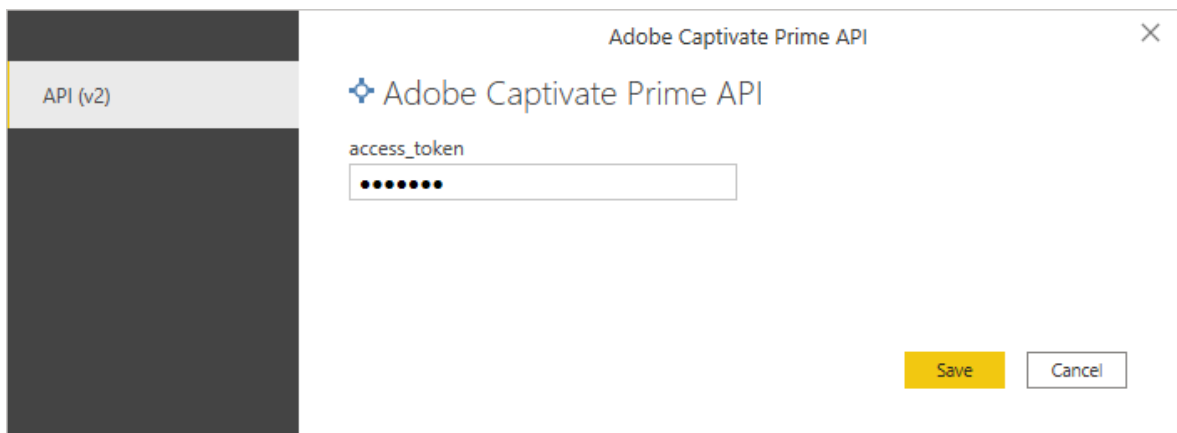 Adobe Captivate Prime API
API (v2)
Adobe Captivate Prime API
access_token
•••••••
Save
Cancel